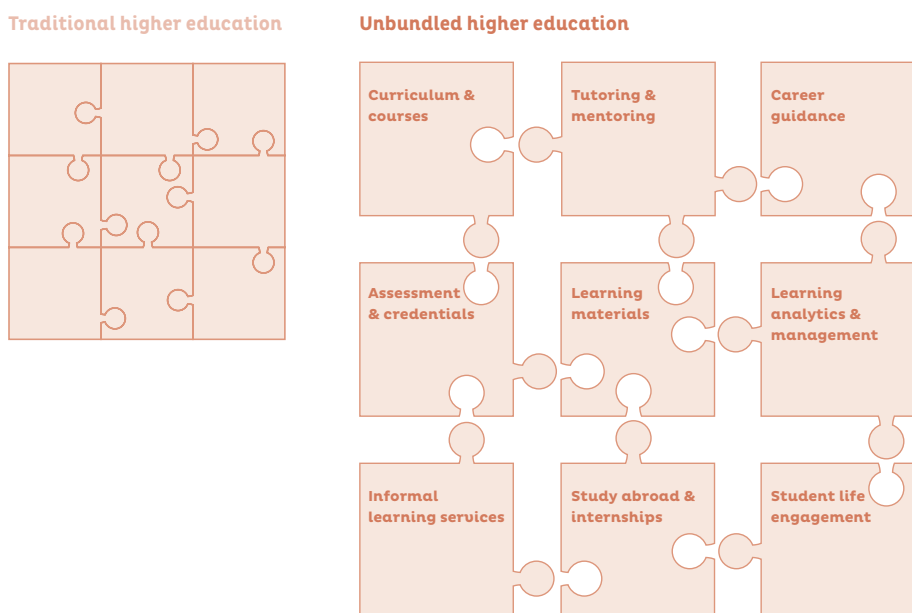 Traditional higher education
Unbundled higher education
Curriculum &
courses
Tutoring &
mentoring
Career
guidance
Assessment
& credentials
Learning
materials
Learning
analytics &
management
Informal
learning services
Study abroad &
internships
Student life
engagement